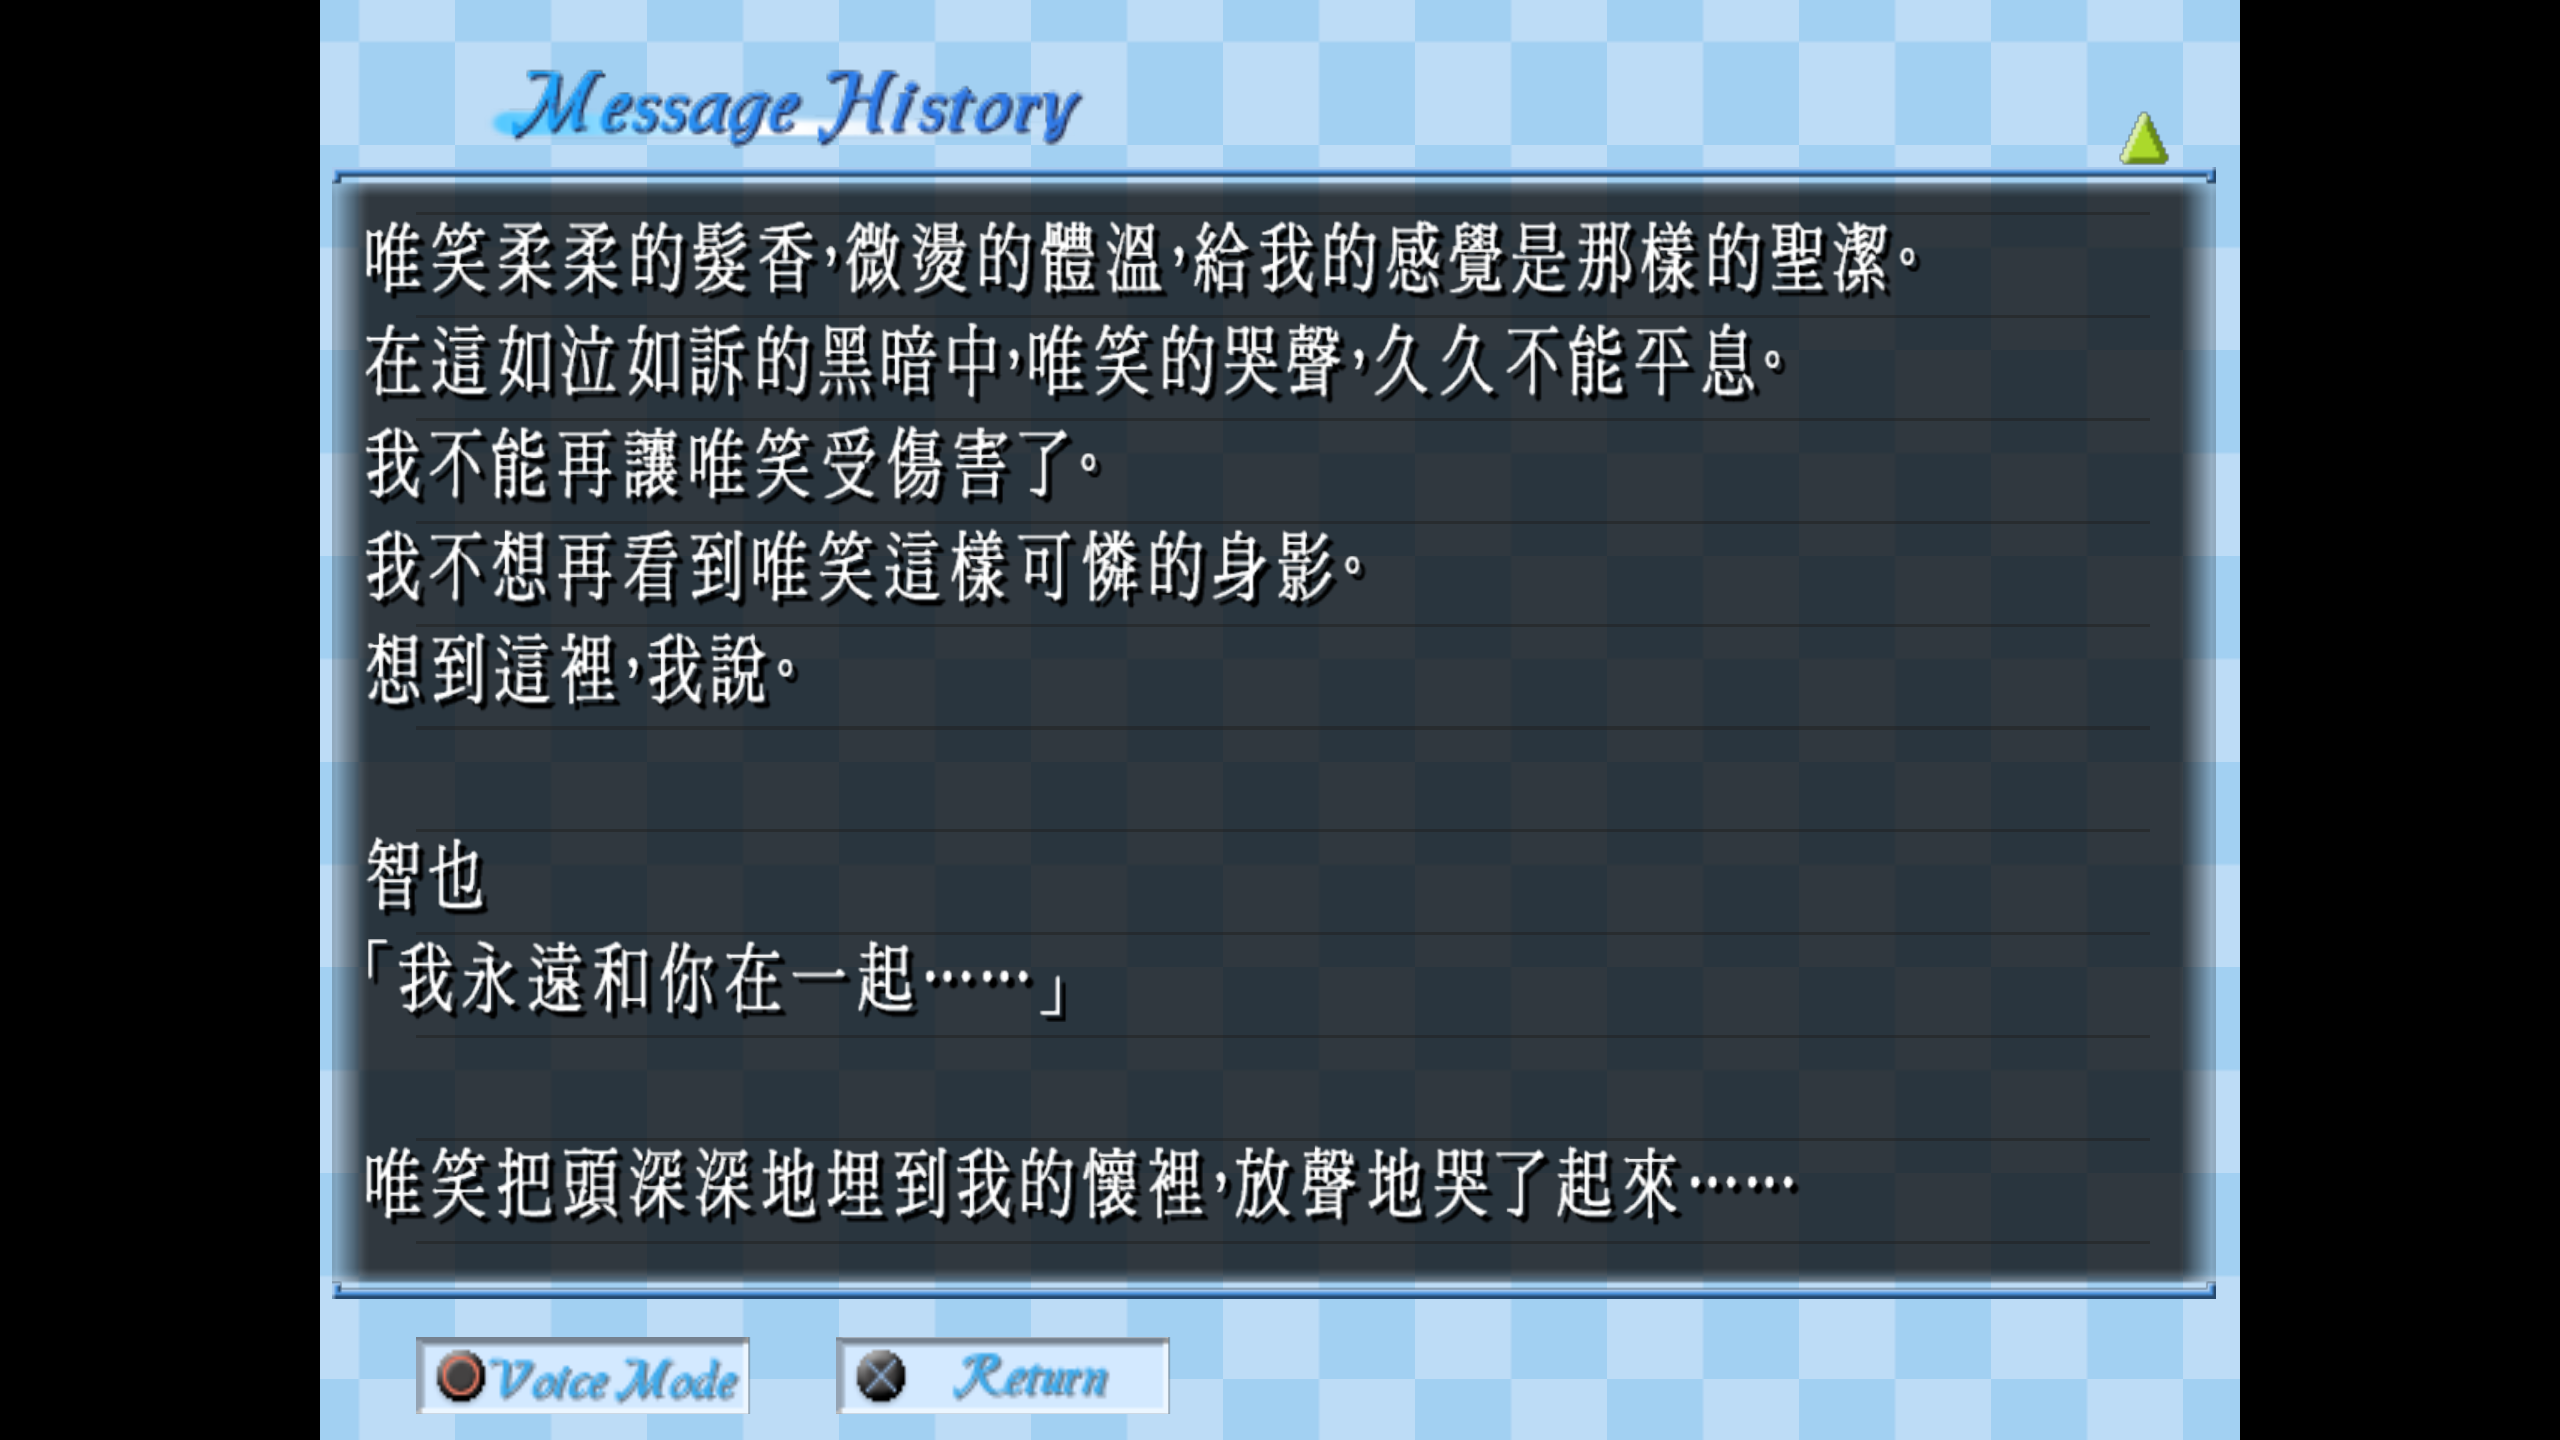 Message History
唯笑柔柔的髮香,微燙的體溫,給我的感覺是那樣的聖潔。
在這如泣如訴的黑暗中,唯笑的哭聲,久久不能平息。
我不能再讓唯笑受傷害了。
我不想再看到唯笑這樣可憐的身影。
想到這裡,我說。
智也
「我永遠和你在一起……」
唯笑把頭深深地埋到我的懷裡,放聲地哭了起來……
Voice Mode
Return